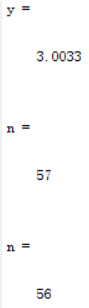 y =
3.0033
n =
57
n =
56